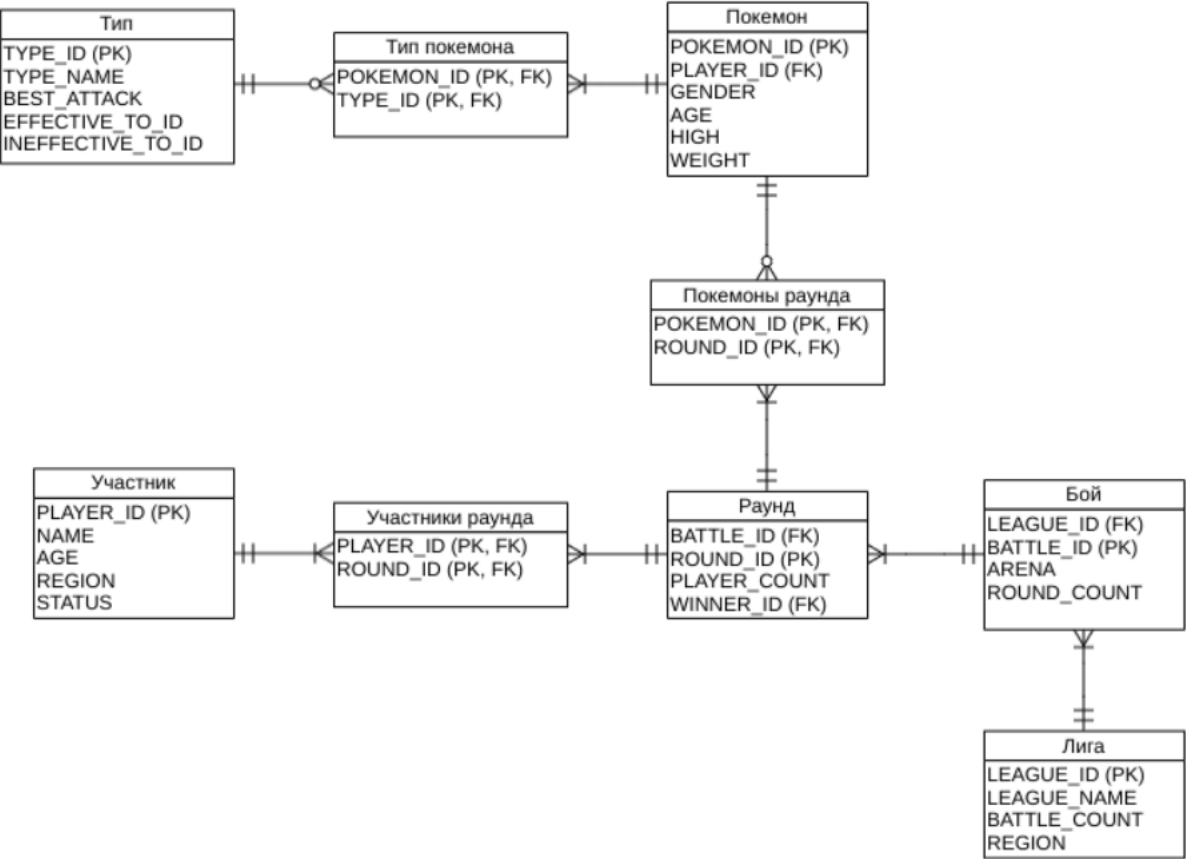 Тип
TYPE_ID (PK)
TYPE_NAME
BEST_ATTACK
EFFECTIVE_TO_ID
INEFFECTIVE_TO_ID
Тип покемона
POKEMON_ID (PK, FK)
TYPE_ID (PK, FK)
Покемон
POKEMON_ID (PK)
PLAYER_ID (FK)
GENDER
AGE
HIGH
WEIGHT
Покемоны раунда
POKEMON_ID (PK, FK)
ROUND_ID (PK, FK)
Участник
PLAYER_ID (PK)
NAME
AGE
REGION
STATUS
Участники раунда
PLAYER_ID (PK, FK)
ROUND_ID (PK, FK)
Раунд
BATTLE_ID (FK)
ROUND_ID (PK)
PLAYER_COUNT
WINNER_ID (FK)
Бой
LEAGUE_ID (FK)
BATTLE_ID (PK)
ARENA
ROUND_COUNT
Лига
LEAGUE_ID (PK)
LEAGUE_NAME
BATTLE_COUNT
REGION